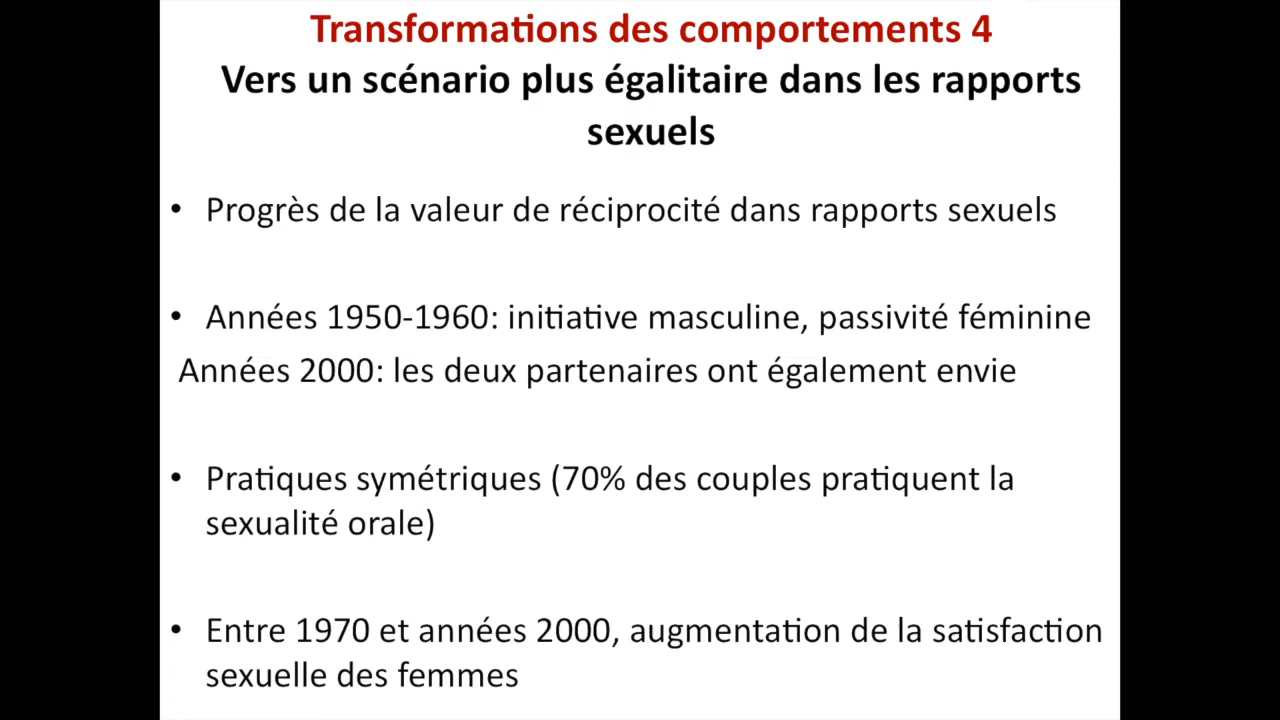 Transformations des comportements 4
Vers un scénario plus égalitaire dans les rapports
sexuels
• Progrès de la valeur de réciprocité dans rapports sexuels
• Années 1950-1960: initiative masculine, passivité féminine
Années 2000: les deux partenaires ont également envie
• Pratiques symétriques (70% des couples pratiquent la
sexualité orale)
• Entre 1970 et années 2000, augmentation de la satisfaction
sexuelle des femmes